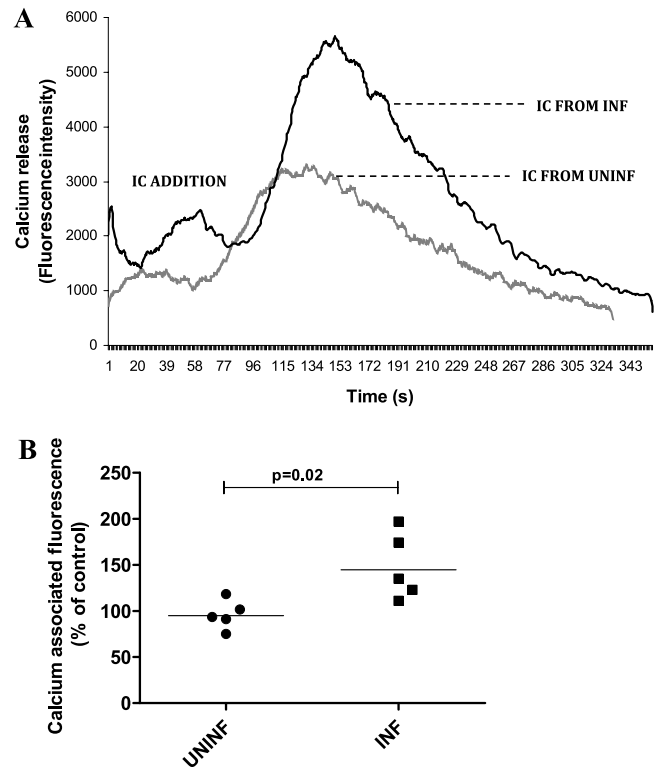 A
Calcium release
(Fluorescenceintensity)
6000
5000
4000
3000
2000
1000
0
IC ADDITION
IC FROM INF
IC FROM UNINF
1 20 39 58 77 96 115 134 153 172 191 210 229 248 267 286 305 324 343
Time (s)
B
Calcium associated fluorescence
(% of control)
250
200
150
100
50
0
p=0.02
UNINF
INF